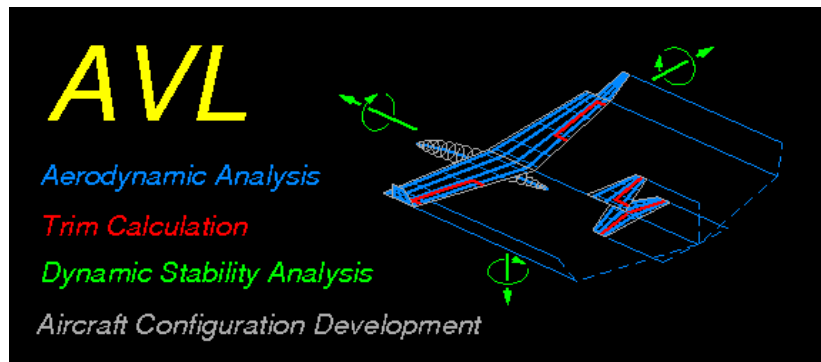 AVL
Aerodynamic Analysis
Trim Calculation
Dynamic Stability Analysis
Aircraft Configuration Development